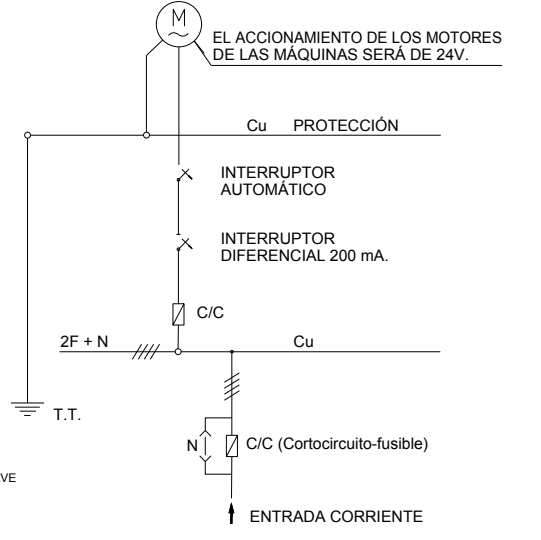 M
EL ACCIONAMIENTO DE LOS MOTORES
DE LAS MÁQUINAS SERÁ DE 24V.
Cu PROTECCIÓN
INTERRUPTOR
AUTOMÁTICO
INTERRUPTOR
DIFERENCIAL 200 mA.
C/C
2F + N Cu
T.T.
N C/C (Cortocircuito-fusible)
VE
ENTRADA CORRIENTE